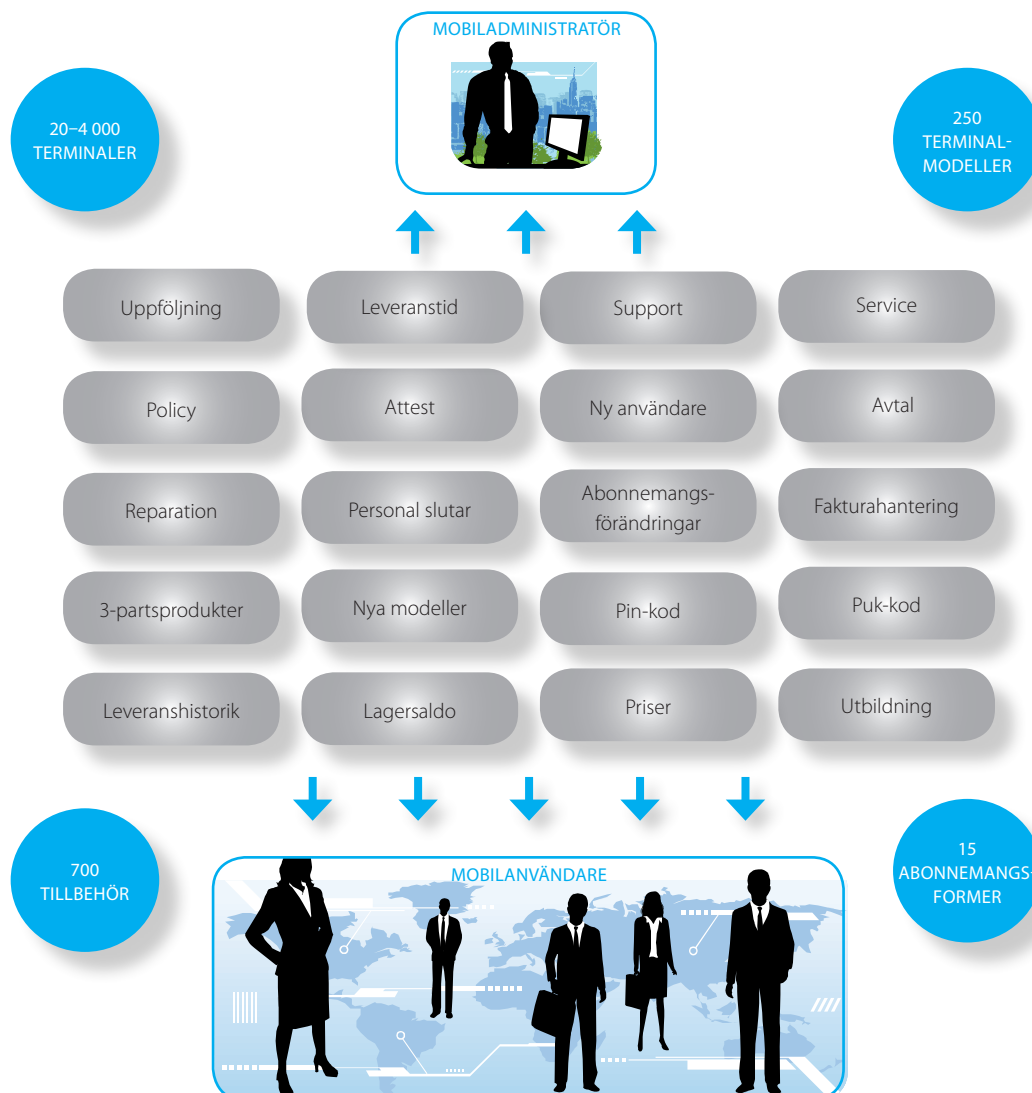 MOBILADMINISTRATÖR
20–4 000
TERMINALER
250
TERMINAL-
MODELLER
Uppföljning
Leveranstid
Support
Service
Policy
Attest
Ny användare
Avtal
Reparation
Personal slutar
Abonnemangs-
förändringar
Fakturahantering
3-partsprodukter
Nya modeller
Pin-kod
Puk-kod
Leveranshistorik
Lagersaldo
Priser
Utbildning
700
TILLBEHÖR
15
ABONNEMANGS-
FORMER
MOBILANVÄNDARE